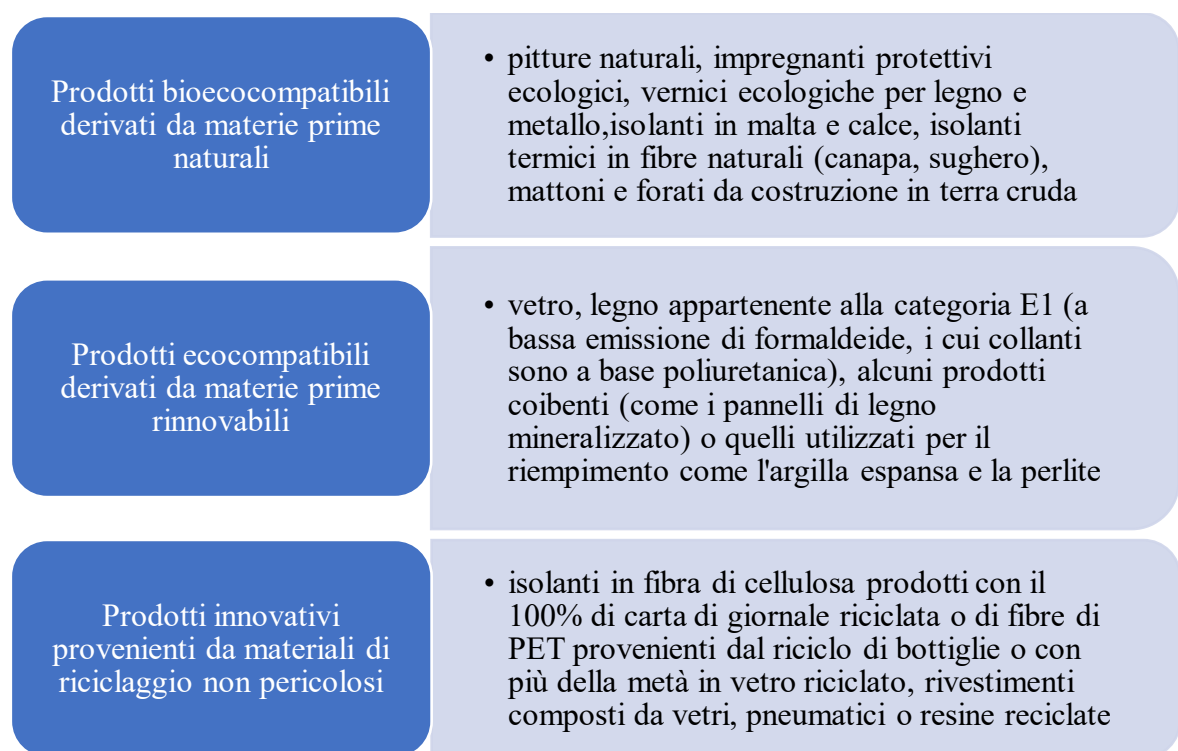 Prodotti bioecocompatibili
derivati da materie prime
naturali
• pitture naturali, impregnanti protettivi
ecologici, vernici ecologiche per legno e
metallo,isolanti in malta e calce, isolanti
termici in fibre naturali (canapa, sughero),
mattoni e forati da costruzione in terra cruda
Prodotti ecocompatibili
derivati da materie prime
rinnovabili
• vetro, legno appartenente alla categoria E1 (a
bassa emissione di formaldeide, i cui collanti
sono a base poliuretanica), alcuni prodotti
coibenti (come i pannelli di legno
mineralizzato) o quelli utilizzati per il
riempimento come l'argilla espansa e la perlite
Prodotti innovativi
provenienti da materiali di
riciclaggio non pericolosi
• isolanti in fibra di cellulosa prodotti con il
100% di carta di giornale riciclata o di fibre di
PET provenienti dal riciclo di bottiglie o con
più della metà in vetro riciclato, rivestimenti
composti da vetri, pneumatici o resine reciclate